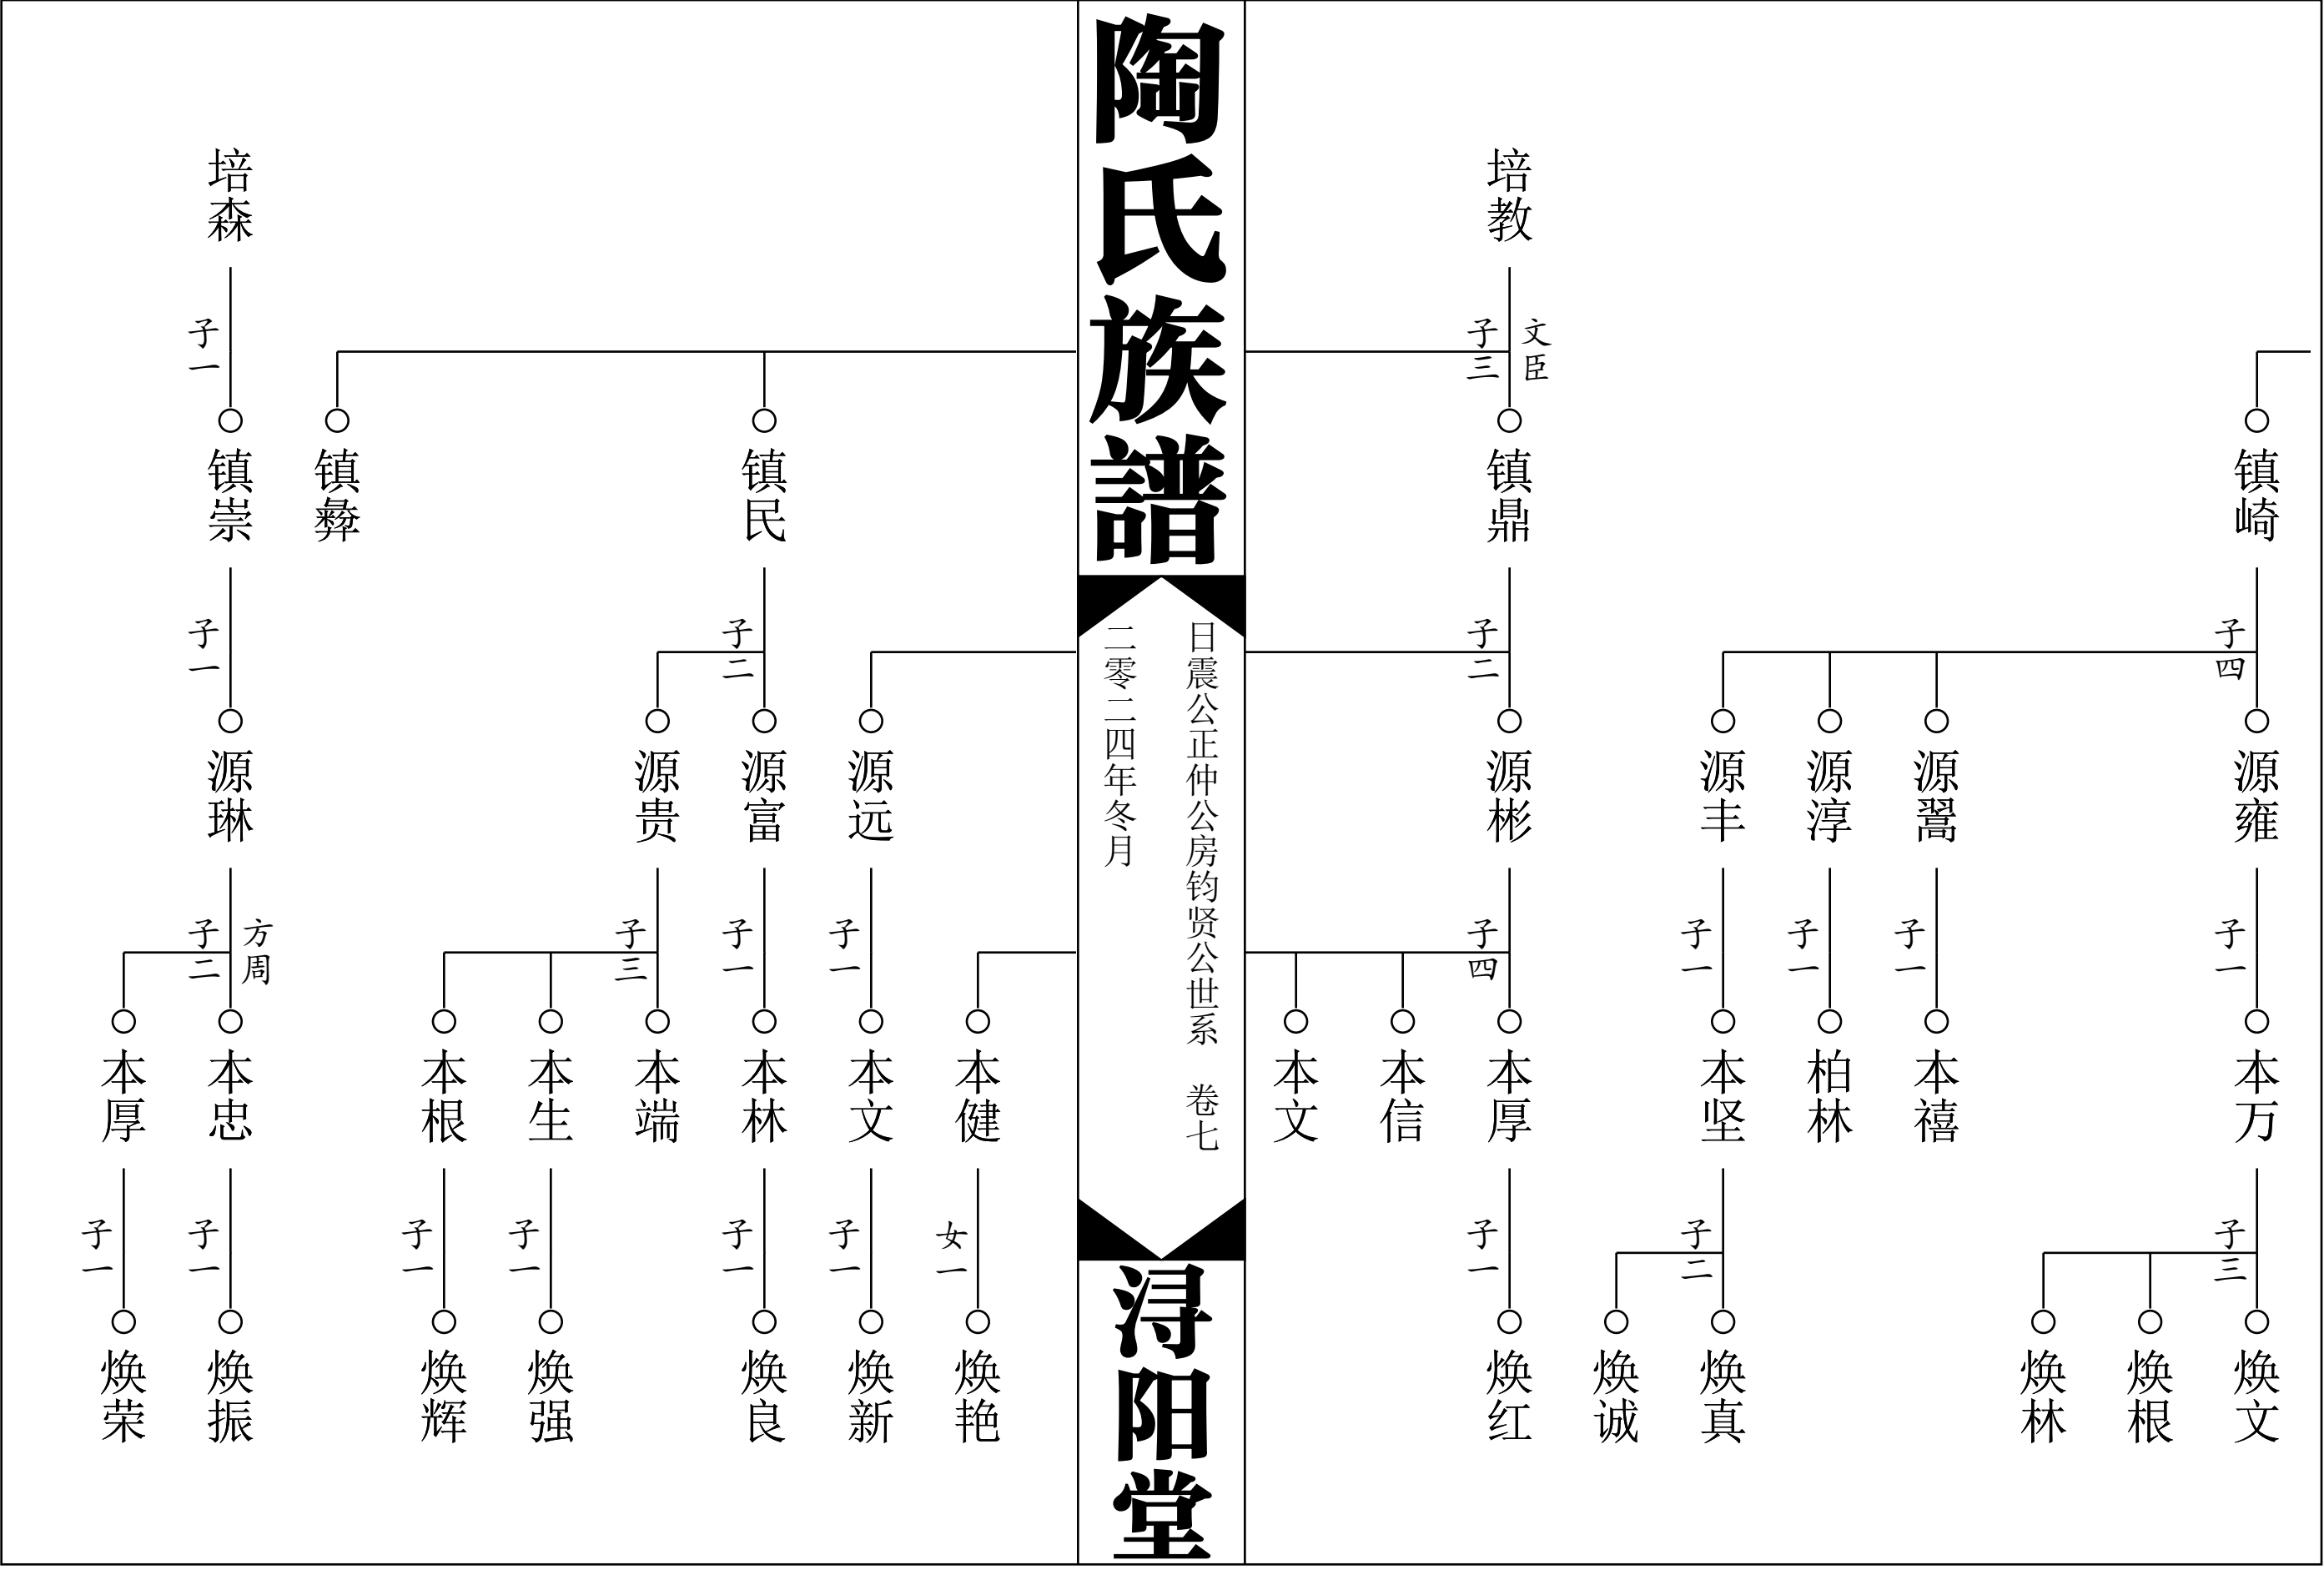 陶氏族譜
日震公正仲公房钧贤公世系 卷七
二零二四年冬月
浔阳堂
培教
文臣
子三
培森
子一
镇崎
镇鼎
镇民
镇彝
镇崇
子四
子二
子二
子一
源雍
源翯
源淳
源丰
源彬
源远
源富
源贵
源琳
子一
子一
子一
子一
子四
子一
子一
子三
方周
子二
本万
本禧
柏林
本坚
本厚
本信
本文
本健
本文
本林
本端
本生
本根
本忠
本厚
子三
子二
子一
女一
子一
子一
子一
子一
子一
子一
焕文
焕根
焕林
焕真
焕诚
焕红
焕艳
焕新
焕良
焕强
焕辉
焕振
焕荣